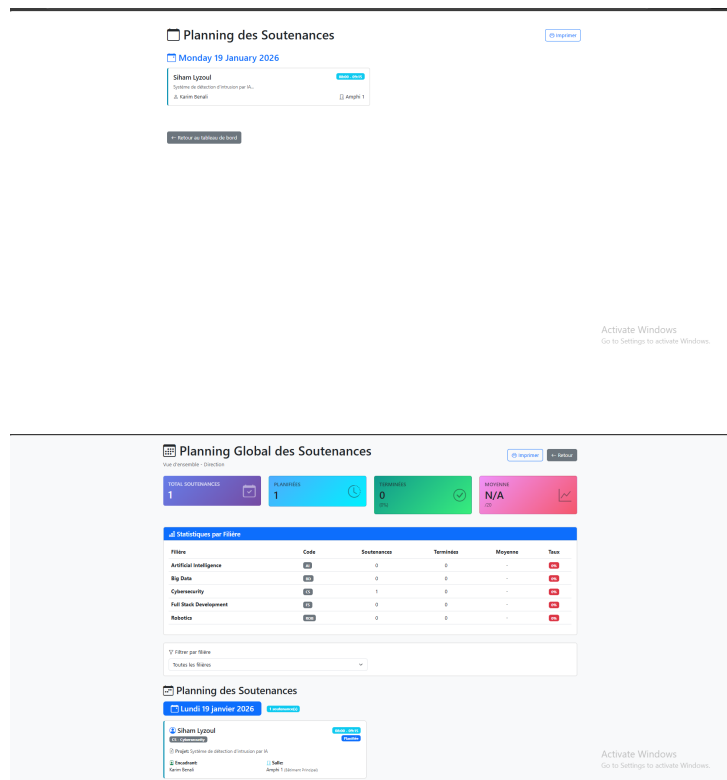 Planning des Soutenances
Imprimer
Monday 19 January 2026
Siham Lyzoul
Système de détection d'intrusion par IA...
Karim Benali
Amphi 1
← Retour au tableau de bord
Activate Windows
Go to Settings to activate Windows.
Planning Global des Soutenances
Vue d'ensemble - Direction
Imprimer
← Retour
TOTAL SOUTENANCES
1
PLANIFIÉES
1
TERMINÉES
0
0%
MOYENNE
N/A
/20
Statistiques par Filière
Filière Code Soutenances Terminées Moyenne Taux
Artificial Intelligence AI 0 0 - 0%
Big Data BD 0 0 - 0%
Cybersecurity CS 1 0 - 0%
Full Stack Development FS 0 0 - 0%
Robotics 0 0 - 0%
Filtrer par filière
Toutes les filières
Planning des Soutenances
Lundi 19 janvier 2026
1 soutenance(s)
Siham Lyzoul
CS - Cybersecurity
Planifiée
Projet: Système de détection d'intrusion par IA
Encadrant: Salle:
Karim Benali Amphi 1 (Bâtiment Principal)
Activate Windows
Go to Settings to activate Windows.